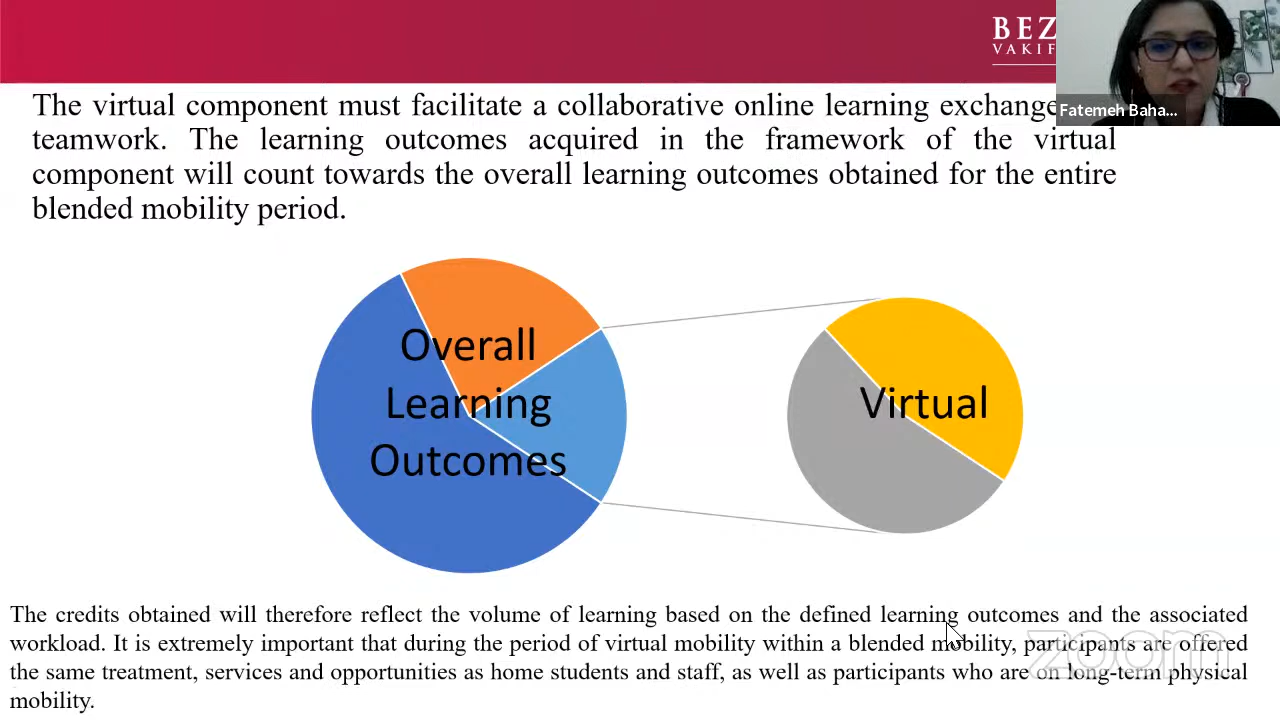 BEZ
VAKIF
Fatemeh Baha...
The virtual component must facilitate a collaborative online learning exchange
teamwork. The learning outcomes acquired in the framework of the virtual
component will count towards the overall learning outcomes obtained for the entire
blended mobility period.
Overall
Learning
Outcomes
Virtual
The credits obtained will therefore reflect the volume of learning based on the defined learning outcomes and the associated
workload. It is extremely important that during the period of virtual mobility within a blended mobility, participants are offered
the same treatment, services and opportunities as home students and staff, as well as participants who are on long-term physical
mobility.
zoom